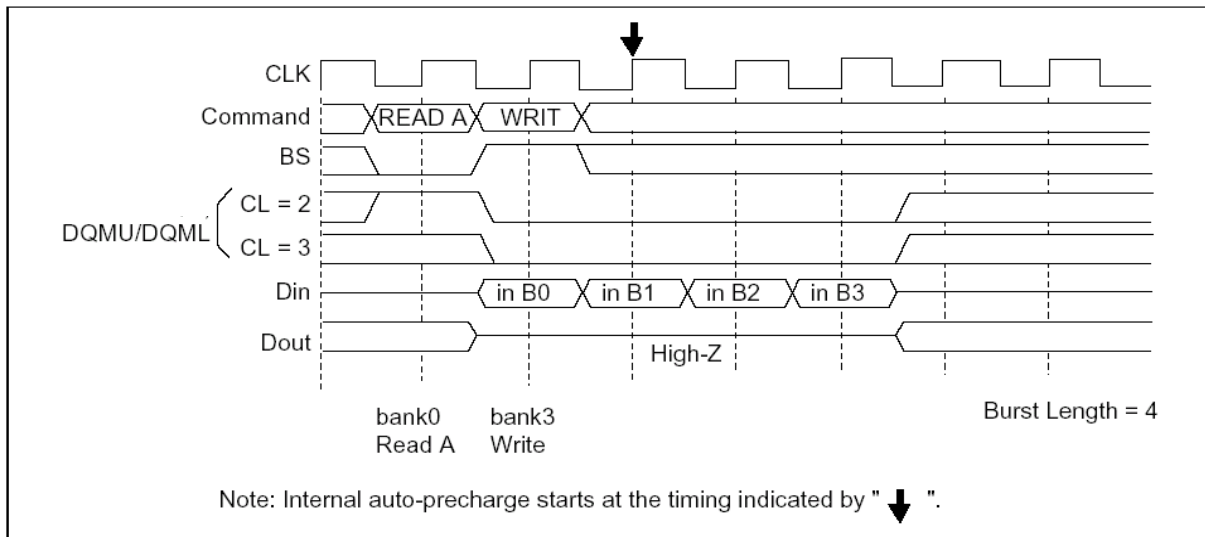 CLK
Command READ A WRIT
BS
CL = 2
DQMU/DQML
CL = 3
Din in B0 in B1 in B2 in B3
Dout
High-Z
bank0 bank3 Burst Length = 4
Read A Write
Note: Internal auto-precharge starts at the timing indicated by " ".